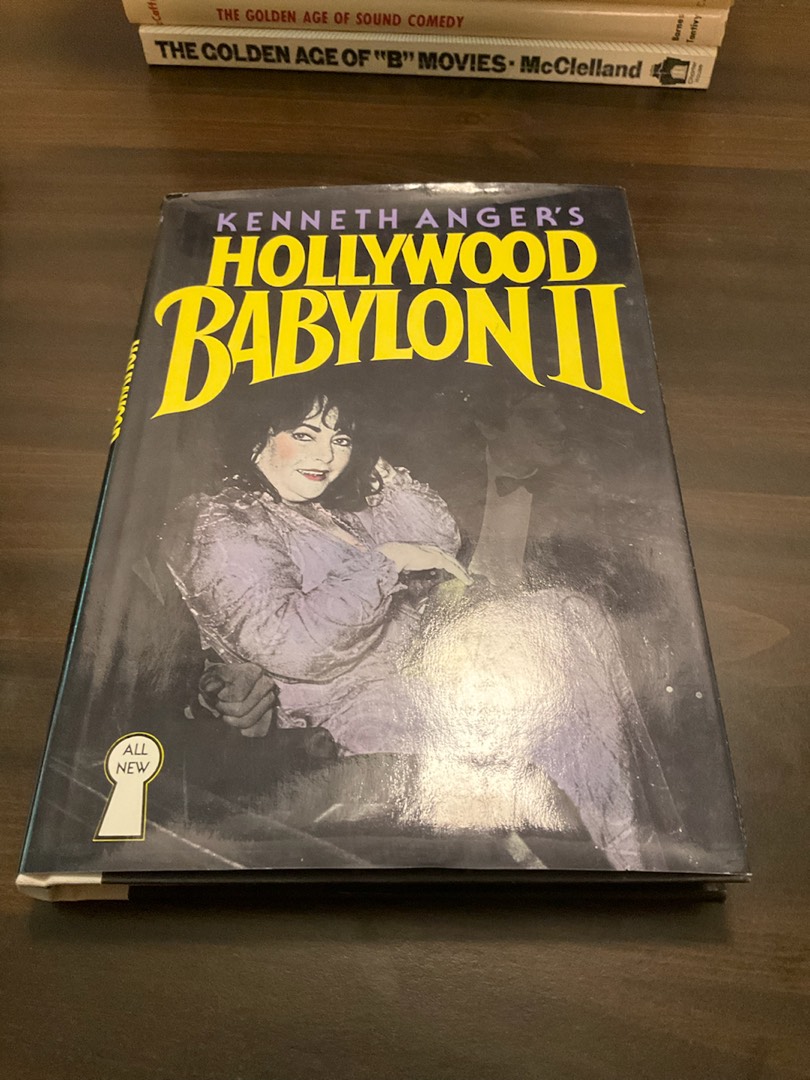 THE GOLDEN AGE OF SOUND COMEDY
THE GOLDEN AGE OF "B" MOVIES · McClelland
KENNETH ANGER'S
HOLLYWOOD
BABYLON II
ALL
NEW